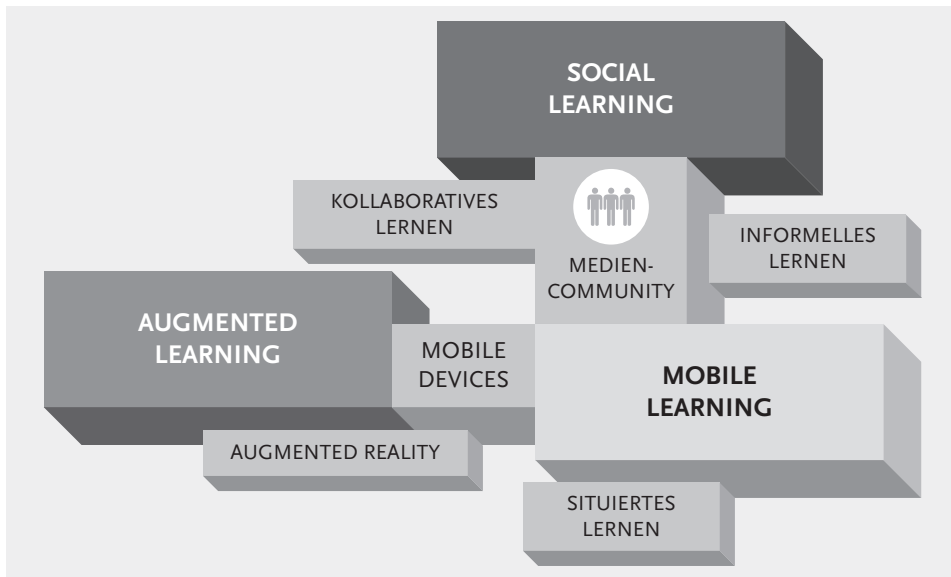 SOCIAL
LEARNING
KOLLABORATIVES
LERNEN
MEDIEN-
COMMUNITY
INFORMELLES
LERNEN
AUGMENTED
LEARNING
MOBILE
DEVICES
MOBILE
LEARNING
AUGMENTED REALITY
SITUIERTES
LERNEN